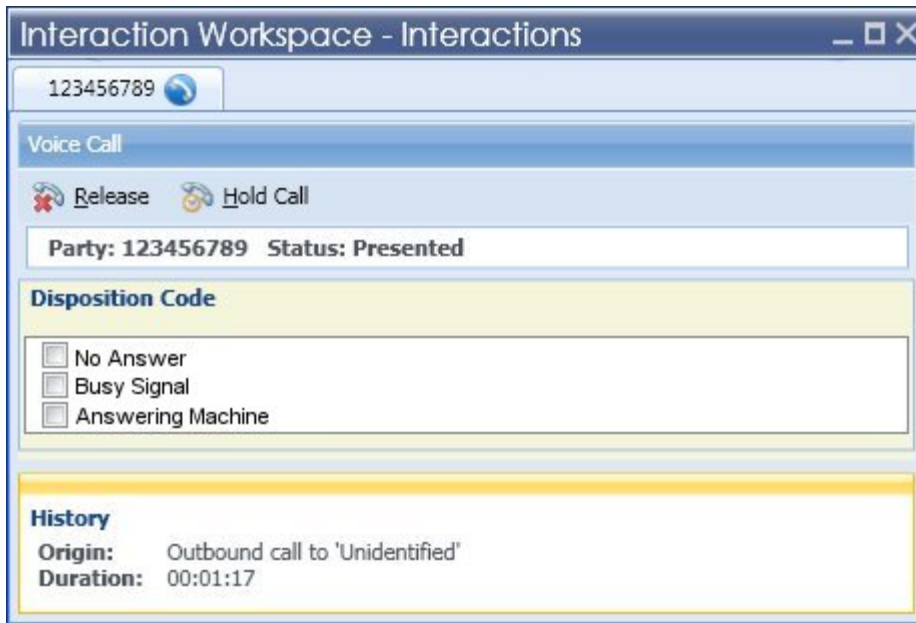 Interaction Workspace - Interactions
123456789
Voice Call
Release Hold Call
Party: 123456789 Status: Presented
Disposition Code
No Answer
Busy Signal
Answering Machine
History
Origin: Outbound call to 'Unidentified'
Duration: 00:01:17